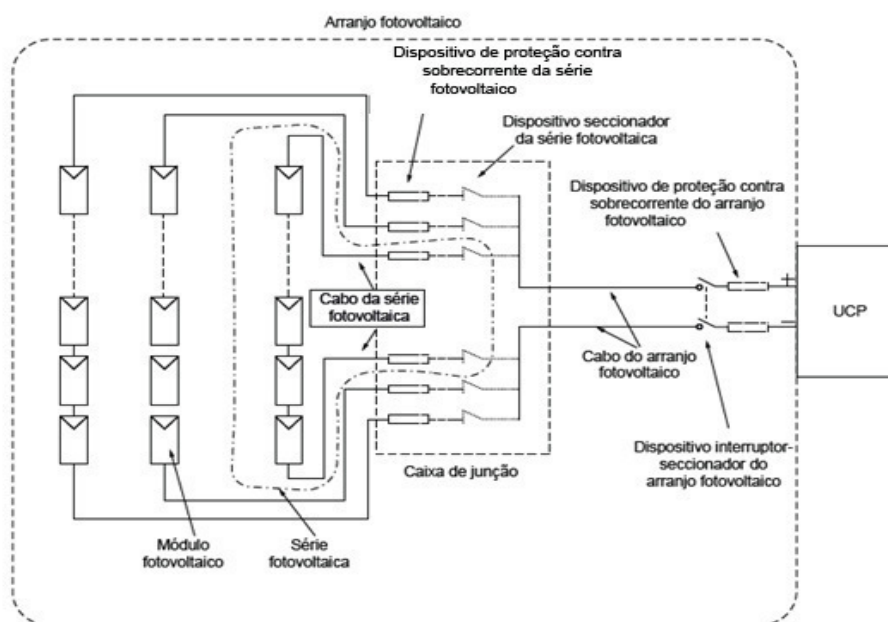 Arranjo fotovoltaico
Dispositivo de proteção contra
sobrecorrente da série
fotovoltaico
Dispositivo seccionador
da série fotovoltaica
Dispositivo de proteção contra
sobrecorrente do arranjo
fotovoltaico
+
UCP
−
Cabo da série
fotovoltaica
Cabo do arranjo
fotovoltaico
Dispositivo interruptor-
seccionador do
arranjo fotovoltaico
Caixa de junção
Módulo
fotovoltaico
Série
fotovoltaica